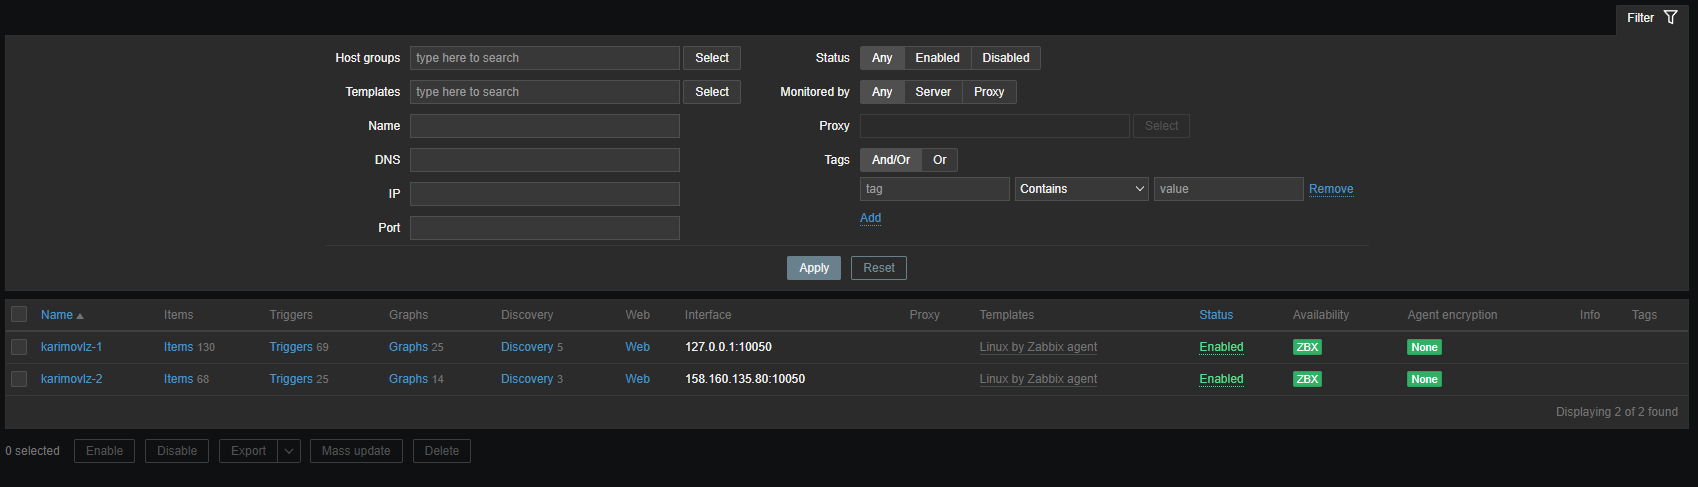 Filter
Host groups type here to search Select Status Any Enabled Disabled
Templates type here to search Select Monitored by Any Server Proxy
Name Proxy Select
DNS Tags And/Or Or
IP tag Contains value Remove
Port Add
Apply Reset
Name Items Triggers Graphs Discovery Web Interface Proxy Templates Status Availability Agent encryption Info Tags
karimovlz-1 Items 130 Triggers 69 Graphs 25 Discovery 5 Web 127.0.0.1:10050 Linux by Zabbix agent Enabled ZBX None
karimovlz-2 Items 68 Triggers 25 Graphs 14 Discovery 3 Web 158.160.135.80:10050 Linux by Zabbix agent Enabled ZBX None
Displaying 2 of 2 found
0 selected Enable Disable Export Mass update Delete